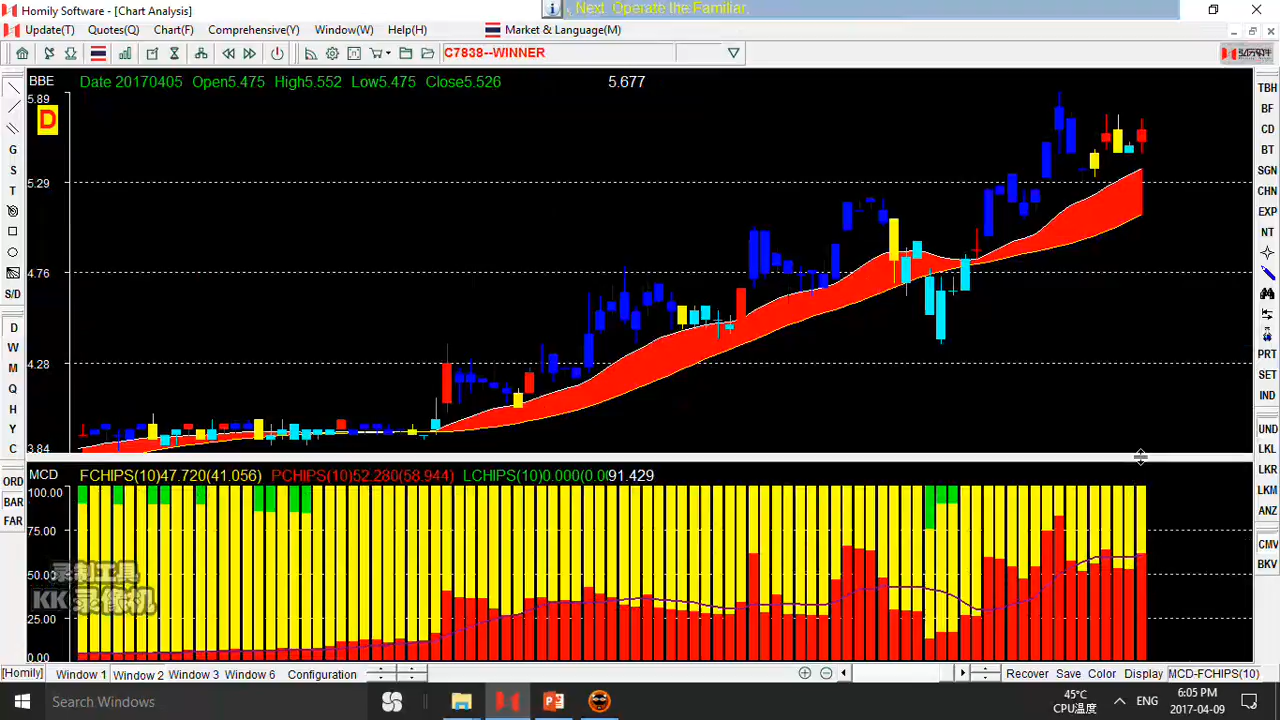 Homily Software - [Chart Analysis]
Next. Operate the Familiar.
Update(T) Quotes(Q) Chart(F) Comprehensive(Y) Window(W) Help(H) Market & Language(M)
C7838--WINNER
BBE Date 20170405 Open5.475 High5.552 Low5.475 Close5.526 5.677
5.89
D
5.29
4.76
4.28
3.84
G
S
T
S/D
D
W
M
Q
H
Y
C
ORD
BAR
FAR
TBH
BF
CD
BT
SGN
CHN
EXP
NT
PRT
SET
IND
UND
LKL
LKR
LKM
ANZ
CMV
BKV
MCD FCHIPS(10)47.720(41.056) PCHIPS(10)52.280(58.944) LCHIPS(10)0.000(0.0 91.429
100.00
75.00
50.00
25.00
0.00
录制工具
KK 录像机
[Homily] Window 1 Window 2 Window 3 Window 6 Configuration Recover Save Color Display MCD-FCHIPS(10)
Search Windows
45°C
CPU温度
ENG
6:05 PM
2017-04-09